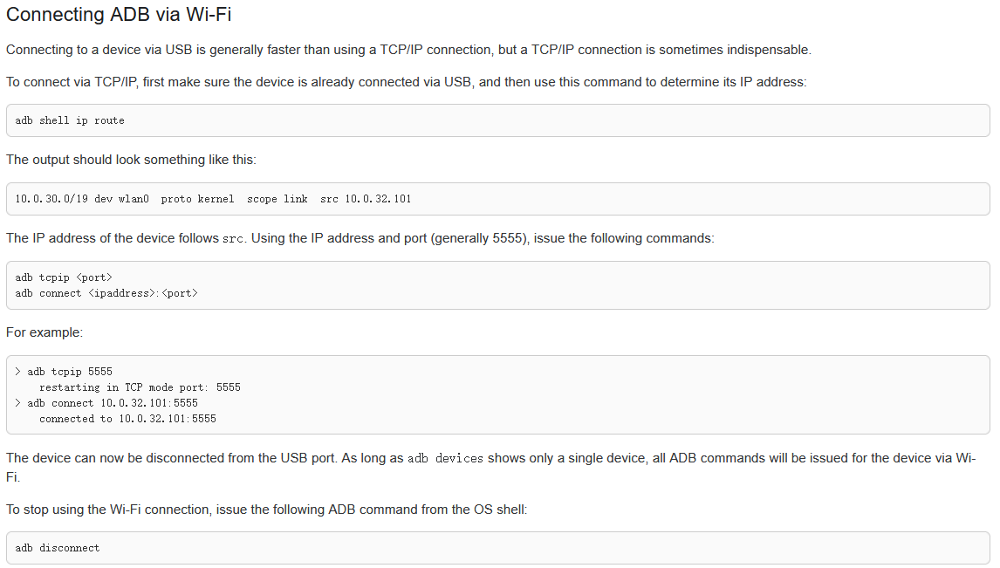 Connecting ADB via Wi-Fi
Connecting to a device via USB is generally faster than using a TCP/IP connection, but a TCP/IP connection is sometimes indispensable.
To connect via TCP/IP, first make sure the device is already connected via USB, and then use this command to determine its IP address:
adb shell ip route
The output should look something like this:
10.0.30.0/19 dev wlan0  proto kernel  scope link  src 10.0.32.101
The IP address of the device follows src. Using the IP address and port (generally 5555), issue the following commands:
adb tcpip <port>
adb connect <ipaddress>:<port>
For example:
> adb tcpip 5555
    restarting in TCP mode port: 5555
> adb connect 10.0.32.101:5555
    connected to 10.0.32.101:5555
The device can now be disconnected from the USB port. As long as adb devices shows only a single device, all ADB commands will be issued for the device via Wi-
Fi.
To stop using the Wi-Fi connection, issue the following ADB command from the OS shell:
adb disconnect